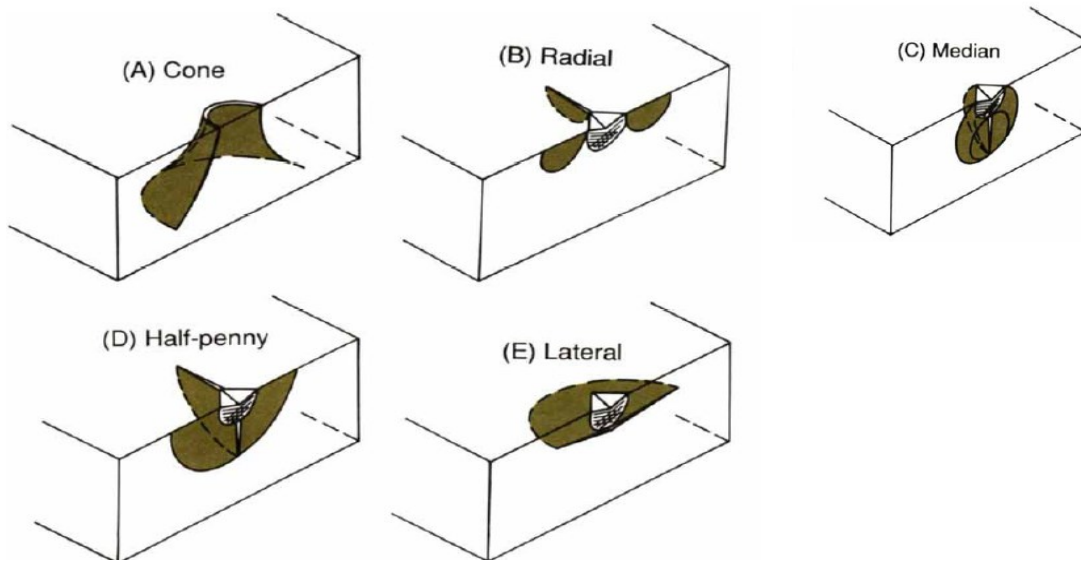 (A) Cone
(B) Radial
(C) Median
(D) Half-penny
(E) Lateral